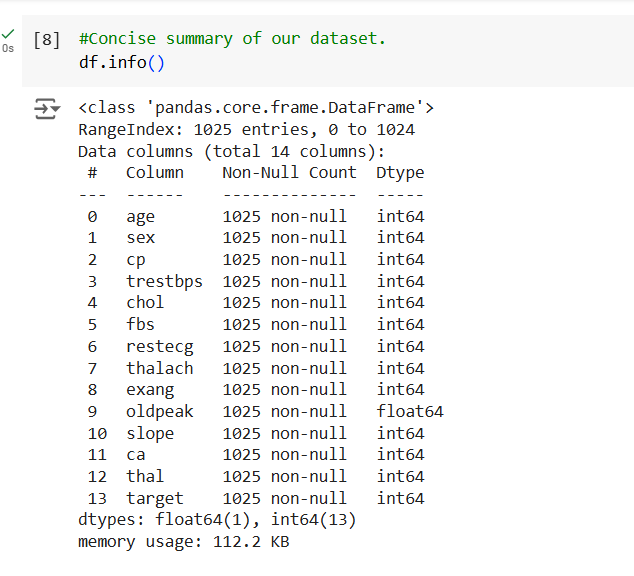 [8] #Concise summary of our dataset.
df.info()
0s
<class 'pandas.core.frame.DataFrame'>
RangeIndex: 1025 entries, 0 to 1024
Data columns (total 14 columns):
 #   Column    Non-Null Count  Dtype
---  ------    --------------  -----
 0   age       1025 non-null   int64
 1   sex       1025 non-null   int64
 2   cp        1025 non-null   int64
 3   trestbps  1025 non-null   int64
 4   chol      1025 non-null   int64
 5   fbs       1025 non-null   int64
 6   restecg   1025 non-null   int64
 7   thalach   1025 non-null   int64
 8   exang     1025 non-null   int64
 9   oldpeak   1025 non-null   float64
 10  slope     1025 non-null   int64
 11  ca        1025 non-null   int64
 12  thal      1025 non-null   int64
 13  target    1025 non-null   int64
dtypes: float64(1), int64(13)
memory usage: 112.2 KB